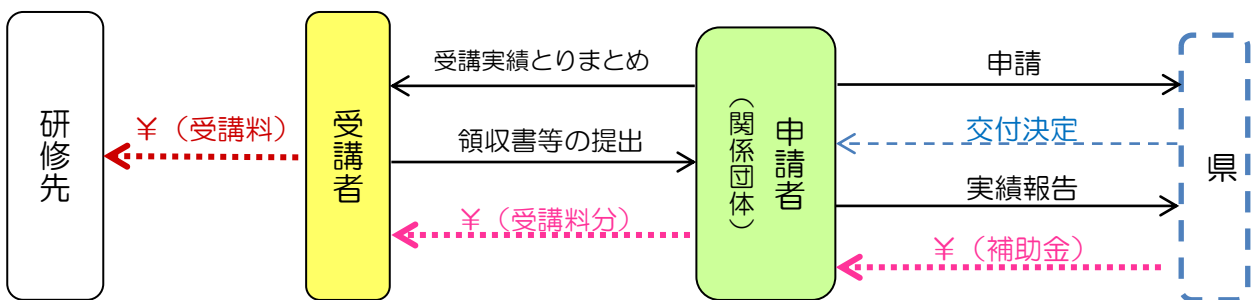 研修先
¥（受講料）
受講者
受講実績とりまとめ
領収書等の提出
¥（受講料分）
申請者
（関係団体）
申請
交付決定
実績報告
¥（補助金）
県